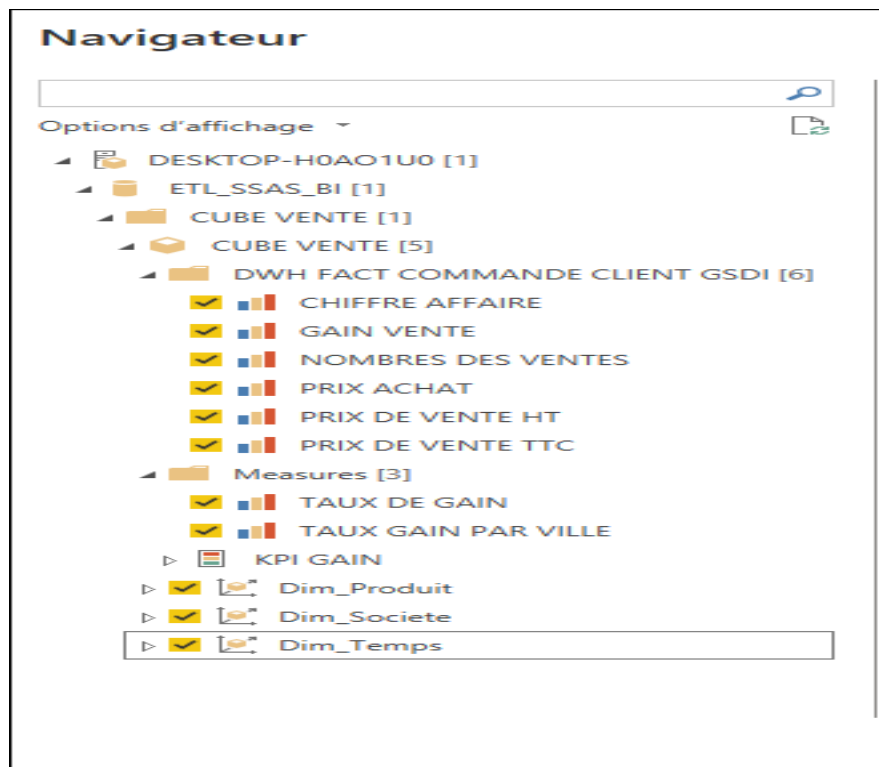 Navigateur
Options d'affichage
DESKTOP-H0AO1U0 [1]
ETL_SSAS_BI [1]
CUBE VENTE [1]
CUBE VENTE [5]
DWH FACT COMMANDE CLIENT GSDI [6]
CHIFFRE AFFAIRE
GAIN VENTE
NOMBRES DES VENTES
PRIX ACHAT
PRIX DE VENTE HT
PRIX DE VENTE TTC
Measures [3]
TAUX DE GAIN
TAUX GAIN PAR VILLE
KPI GAIN
Dim_Produit
Dim_Societe
Dim_Temps